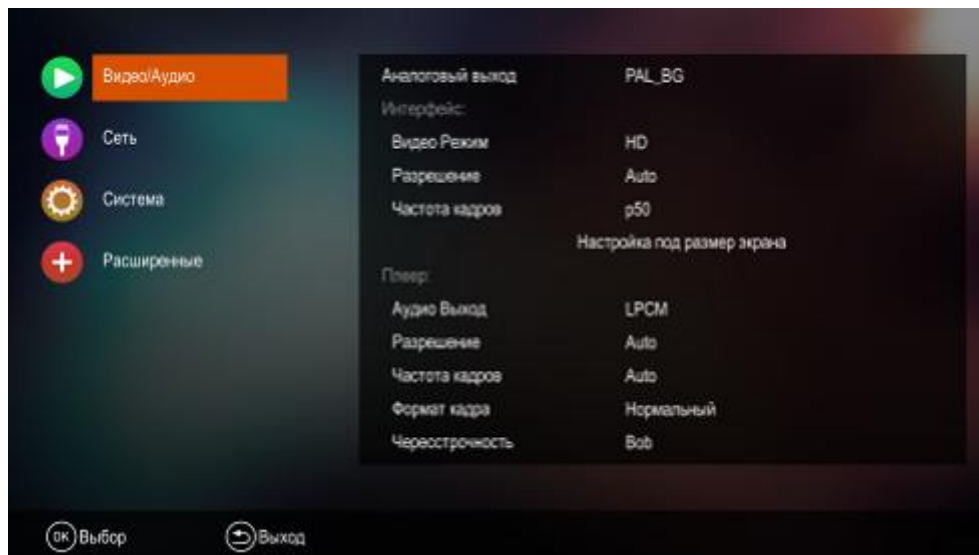 Видео/Аудио
Сеть
Система
Расширенные
Аналоговый выход PAL_BG
Интерфейс:
Видео Режим HD
Разрешение Auto
Частота кадров p50
Настройка под размер экрана
Плеер:
Аудио Выход LPCM
Разрешение Auto
Частота кадров Auto
Формат кадра Нормальный
Чересстрочность Bob
OK Выбор
Выход